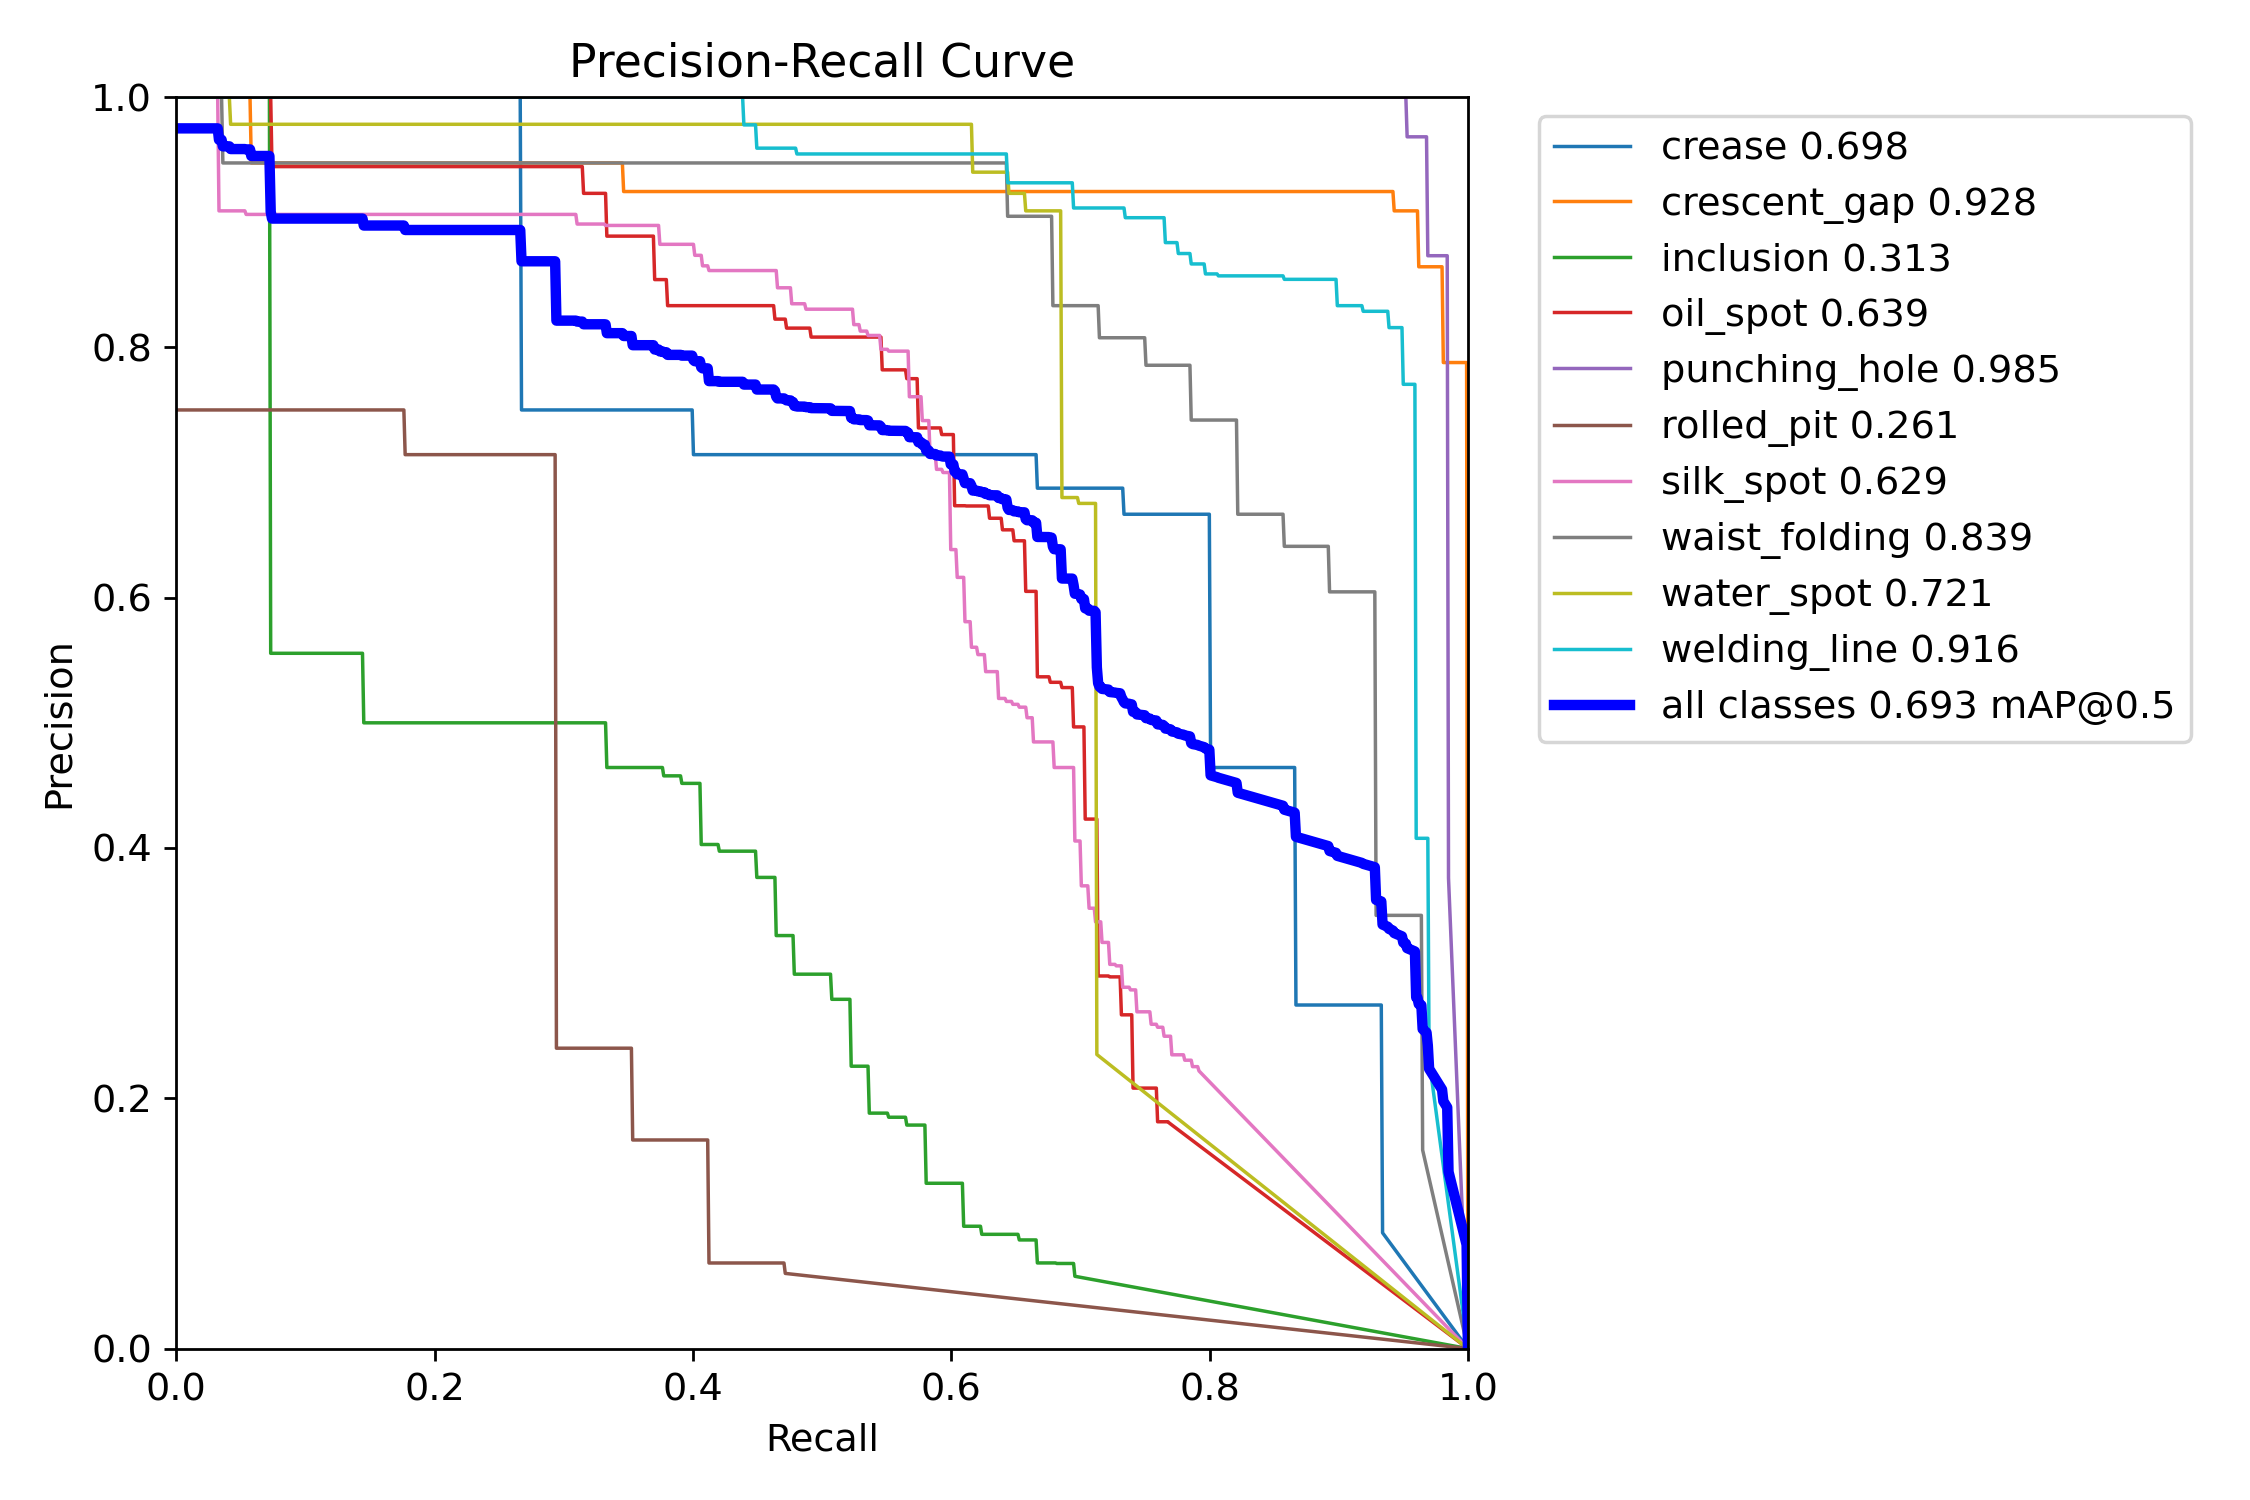 Precision-Recall Curve
1.0
0.8
0.6
0.4
0.2
0.0
Precision
0.0 0.2 0.4 0.6 0.8 1.0
Recall
crease 0.698
crescent_gap 0.928
inclusion 0.313
oil_spot 0.639
punching_hole 0.985
rolled_pit 0.261
silk_spot 0.629
waist_folding 0.839
water_spot 0.721
welding_line 0.916
all classes 0.693 mAP@0.5